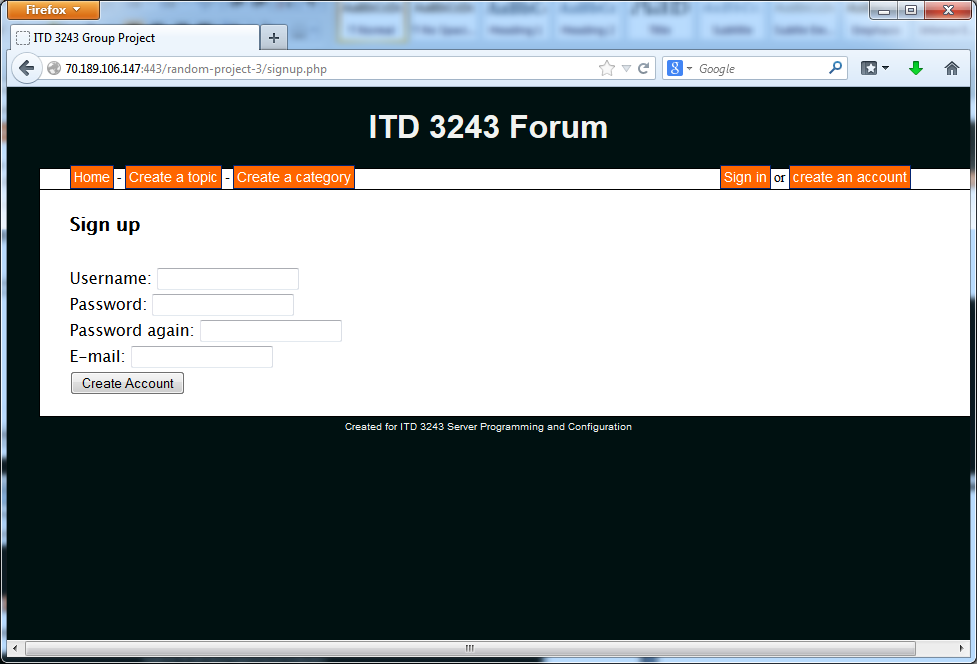 Firefox
ITD 3243 Group Project
70.189.106.147:443/random-project-3/signup.php
Google
ITD 3243 Forum
Home - Create a topic - Create a category
Sign in or create an account
Sign up
Username:
Password:
Password again:
E-mail:
Create Account
Created for ITD 3243 Server Programming and Configuration